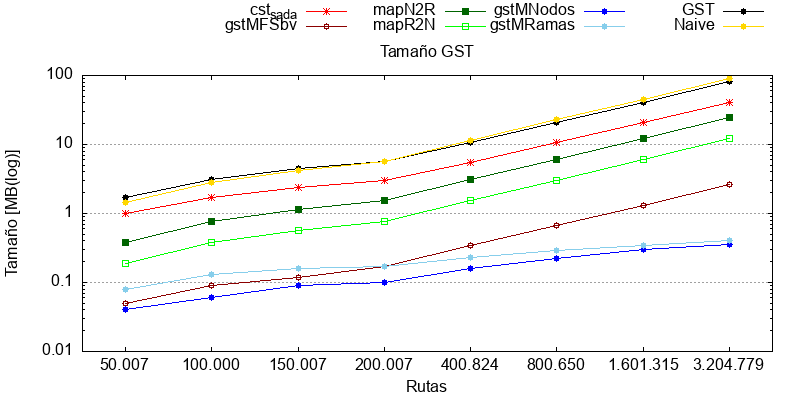 cst_sada mapN2R gstMNodos GST
gstMFSbv mapR2N gstMRamas Naive
Tamaño GST
100
10
1
0.1
0.01
Tamaño [MB(log)]
50.007 100.000 150.007 200.007 400.824 800.650 1.601.315 3.204.779
Rutas